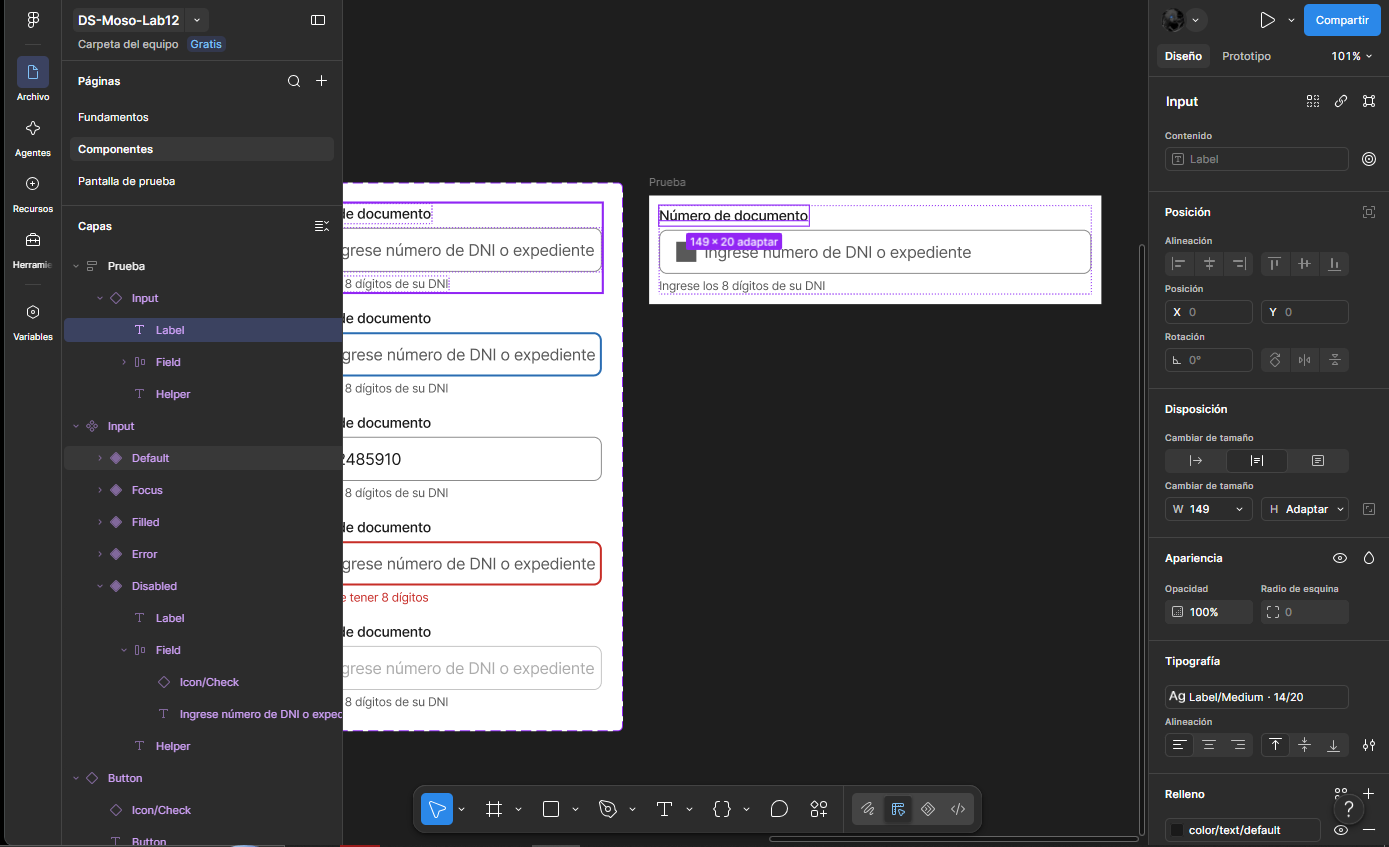 DS-Moso-Lab12
Carpeta del equipo Gratis
Archivo
Agentes
Recursos
Herramie
Variables
Páginas
Fundamentos
Componentes
Pantalla de prueba
Capas
Prueba
Input
Label
Field
Helper
Input
Default
Focus
Filled
Error
Disabled
Label
Field
Icon/Check
Ingrese número de DNI o exped
Helper
Button
Icon/Check
Button
de documento
grese número de DNI o expediente
8 dígitos de su DNI
de documento
grese número de DNI o expediente
8 dígitos de su DNI
de documento
2485910
8 dígitos de su DNI
de documento
grese número de DNI o expediente
e tener 8 dígitos
de documento
grese número de DNI o expediente
8 dígitos de su DNI
Prueba
Número de documento
149 × 20 adaptar
Ingrese número de DNI o expediente
Ingrese los 8 dígitos de su DNI
Compartir
Diseño Prototipo 101%
Input
Contenido
Label
Posición
Alineación
Posición
X 0 Y 0
Rotación
0°
Disposición
Cambiar de tamaño
Cambiar de tamaño
W 149 H Adaptar
Apariencia
Opacidad Radio de esquina
100% 0
Tipografía
Ag Label/Medium · 14/20
Alineación
Relleno
?
color/text/default